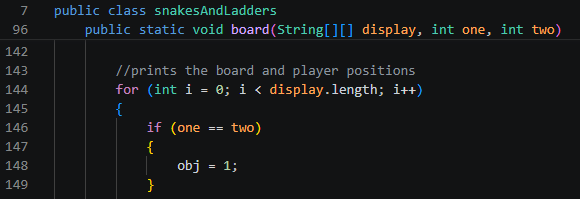 7 public class snakesAndLadders
96 public static void board(String[][] display, int one, int two)
142
143 //prints the board and player positions
144 for (int i = 0; i < display.length; i++)
145 {
146 if (one == two)
147 {
148 obj = 1;
149 }